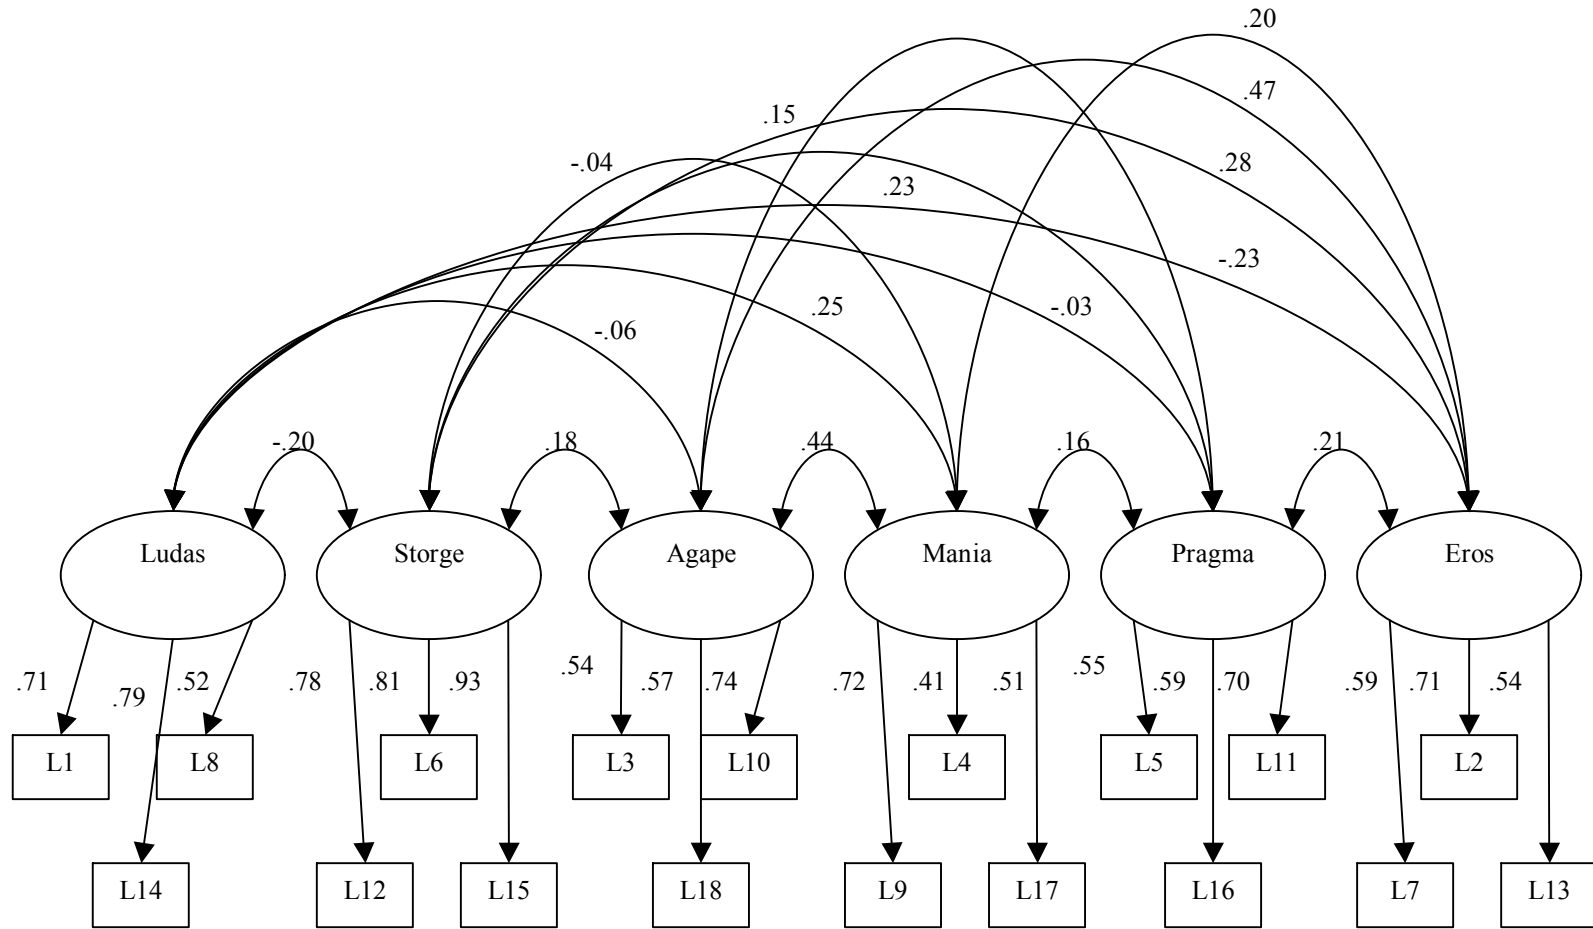 .20
.47
.15
-.04
.28
.23
-.23
.25
-.03
-.06
-.20
.18
.44
.16
.21
Ludas
Storge
Agape
Mania
Pragma
Eros
.71
.79
.52
.78
.81
.93
.54
.57
.74
.72
.41
.51
.55
.59
.70
.59
.71
.54
L1
L8
L6
L3
L10
L4
L5
L11
L2
L14
L12
L15
L18
L9
L17
L16
L7
L13